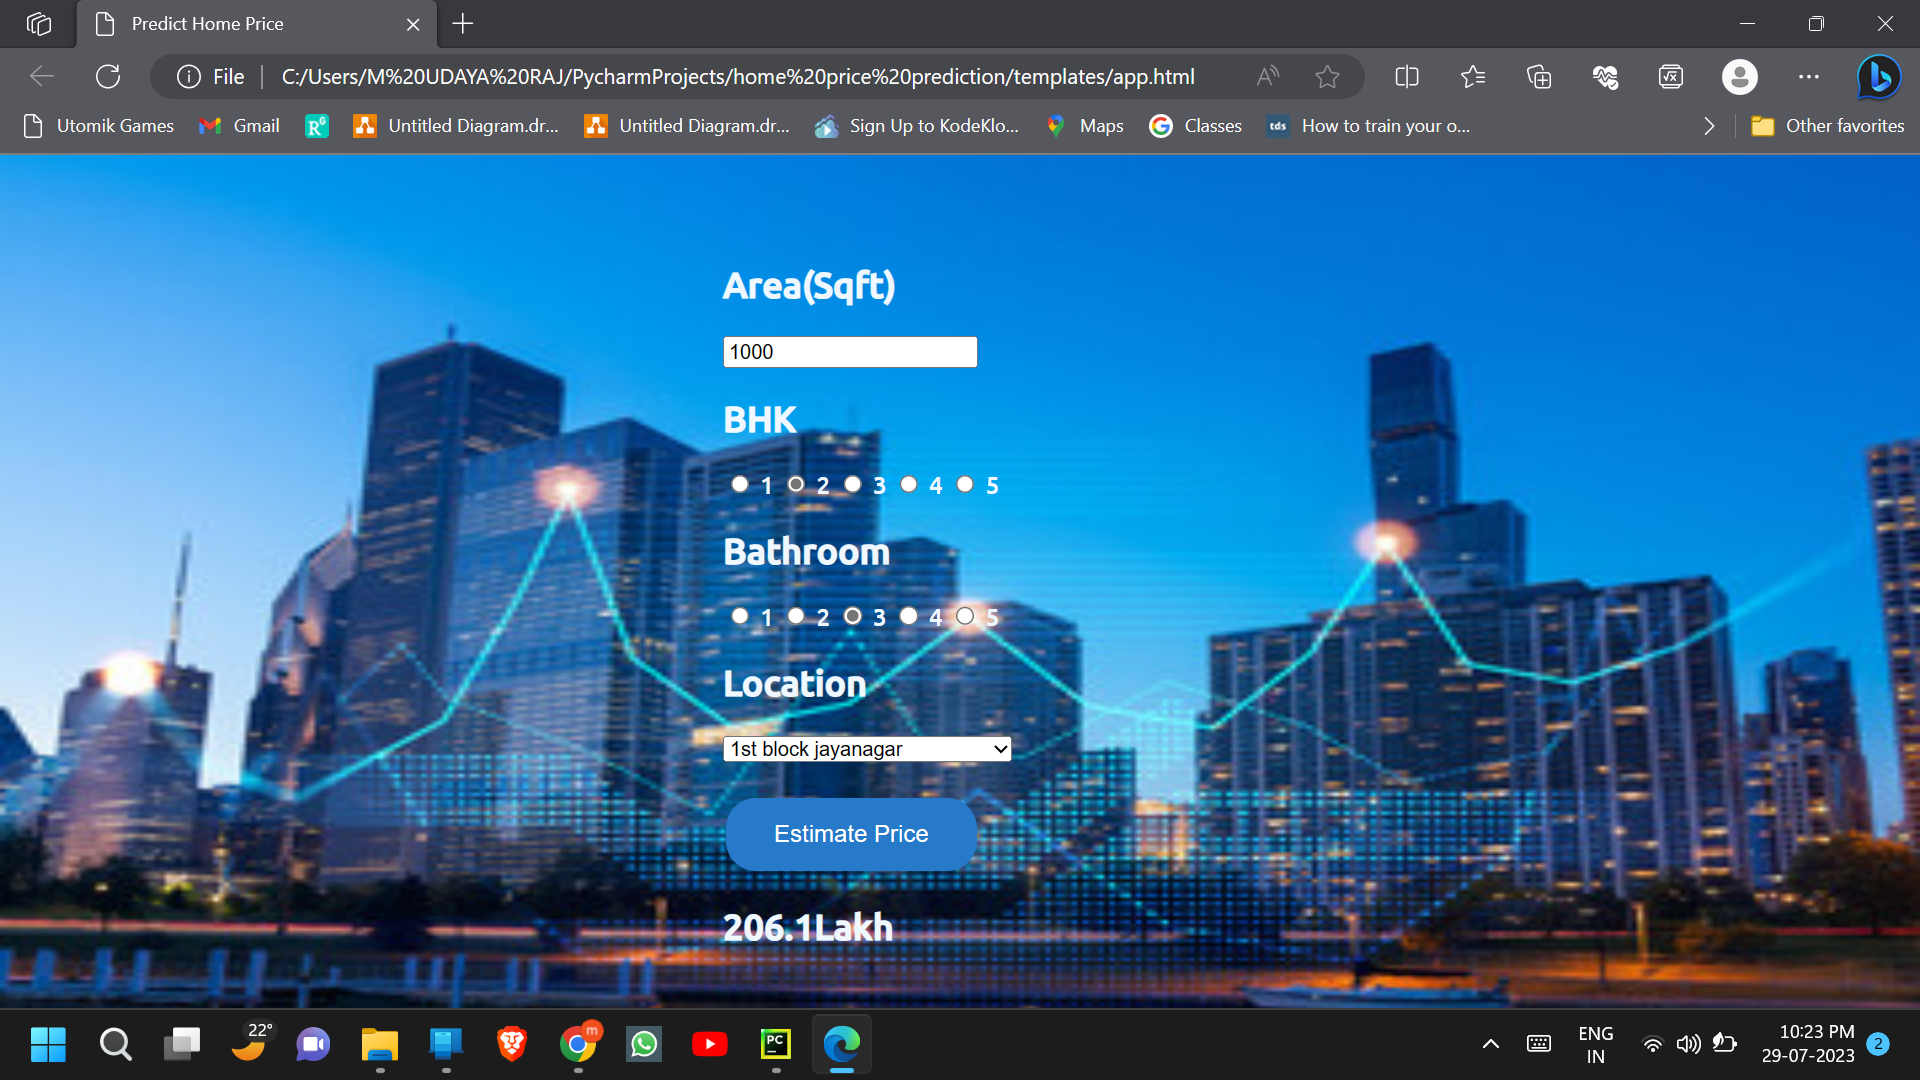 Predict Home Price
File C:/Users/M%20UDAYA%20RAJ/PycharmProjects/home%20price%20prediction/templates/app.html
Utomik Games Gmail Untitled Diagram.dr... Untitled Diagram.dr... Sign Up to KodeKlo... Maps Classes tds How to train your o... Other favorites
Area(Sqft)
1000
BHK
1 2 3 4 5
Bathroom
1 2 3 4 5
Location
1st block jayanagar
Estimate Price
206.1Lakh
22° m PC ENG 10:23 PM
IN 29-07-2023 2